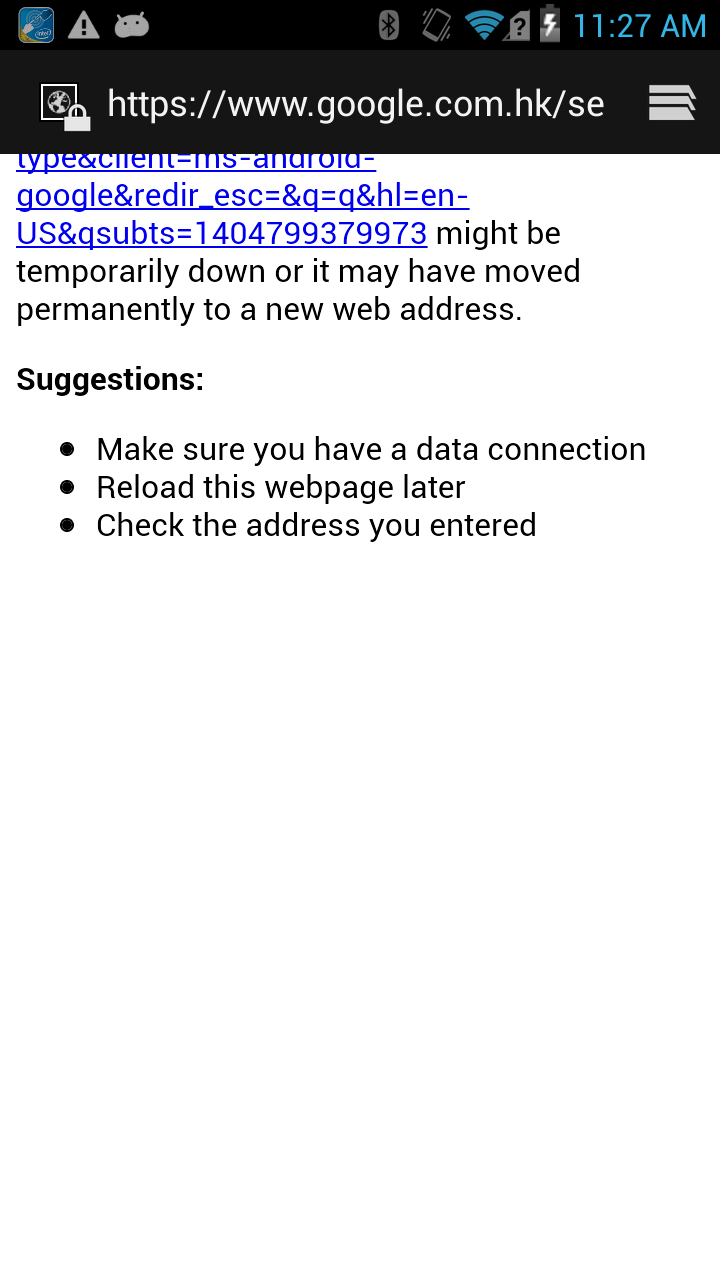 11:27 AM
https://www.google.com.hk/se
type&client=ms-android-
google&redir_esc=&q=q&hl=en-
US&qsubts=1404799379973 might be
temporarily down or it may have moved
permanently to a new web address.
Suggestions:
Make sure you have a data connection
Reload this webpage later
Check the address you entered